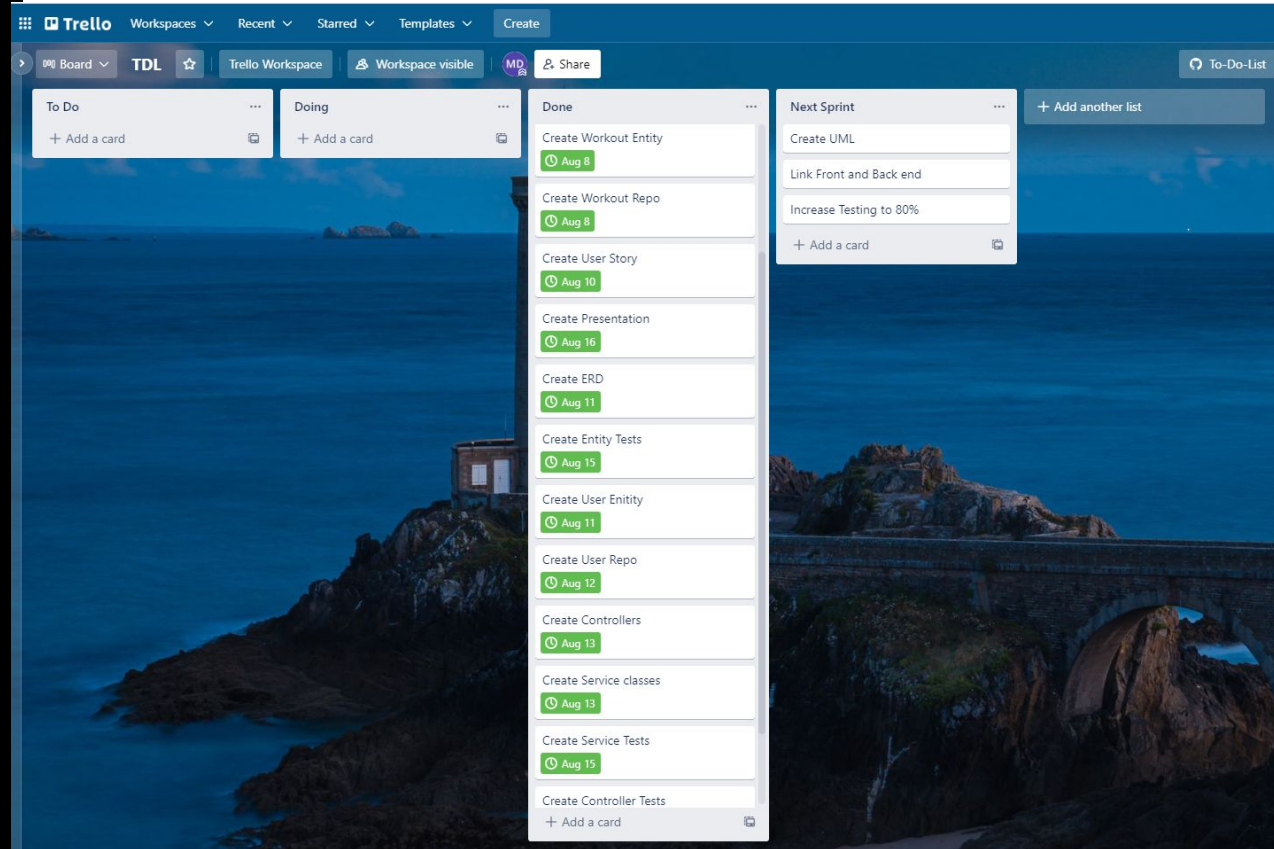 Trello Workspaces Recent Starred Templates Create
Board TDL Trello Workspace Workspace visible MD Share To-Do-List
To Do
+ Add a card
Doing
+ Add a card
Done
Create Workout Entity
Aug 8
Create Workout Repo
Aug 8
Create User Story
Aug 10
Create Presentation
Aug 16
Create ERD
Aug 11
Create Entity Tests
Aug 15
Create User Enitity
Aug 11
Create User Repo
Aug 12
Create Controllers
Aug 13
Create Service classes
Aug 13
Create Service Tests
Aug 15
Create Controller Tests
+ Add a card
Next Sprint
Create UML
Link Front and Back end
Increase Testing to 80%
+ Add a card
+ Add another list